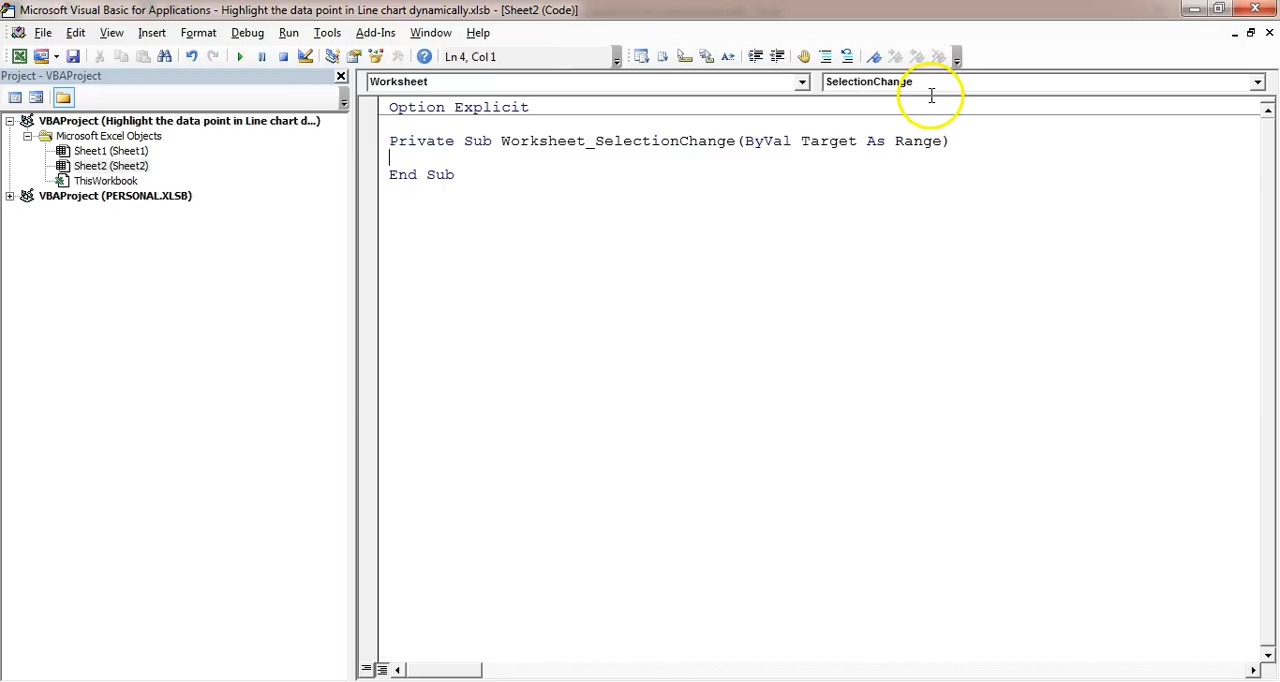 Microsoft Visual Basic for Applications - Highlight the data point in Line chart dynamically.xlsb - [Sheet2 (Code)]
File Edit View Insert Format Debug Run Tools Add-Ins Window Help
Ln 4, Col 1
Project - VBAProject
Worksheet
SelectionChange
VBAProject (Highlight the data point in Line chart d...)
Microsoft Excel Objects
Sheet1 (Sheet1)
Sheet2 (Sheet2)
ThisWorkbook
VBAProject (PERSONAL.XLSB)
Option Explicit
Private Sub Worksheet_SelectionChange(ByVal Target As Range)
End Sub